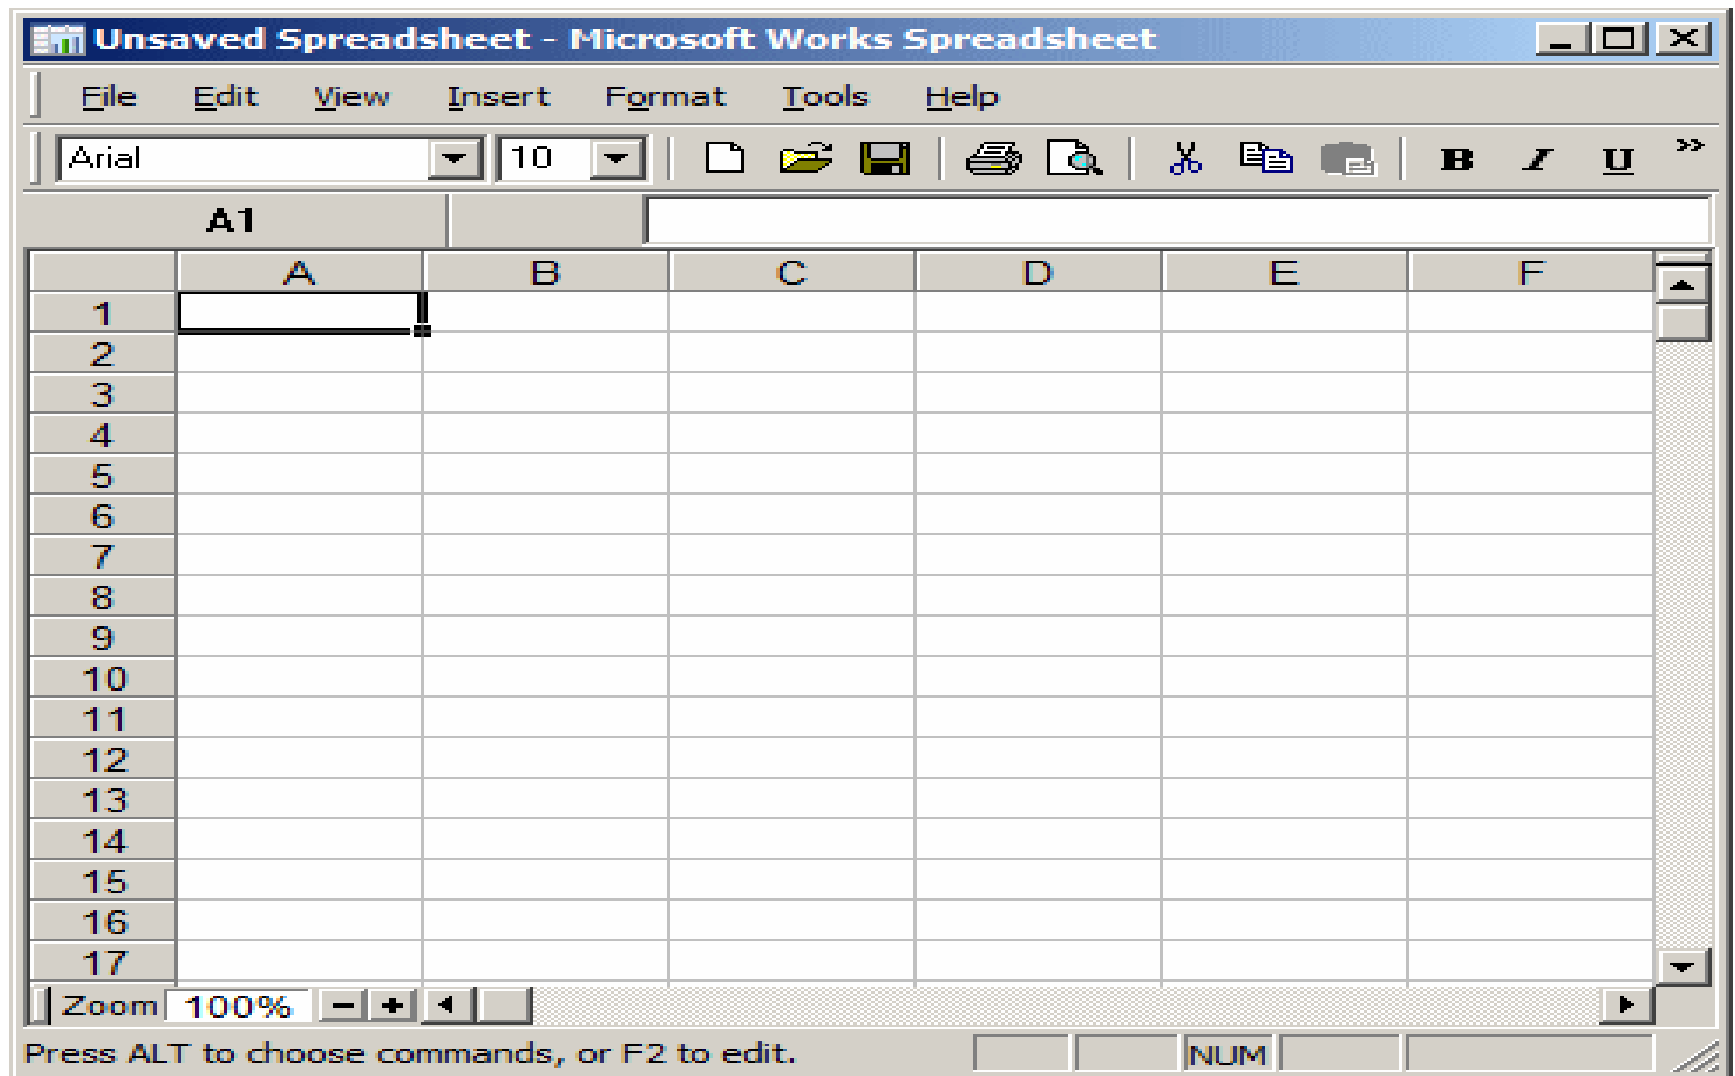 Unsaved Spreadsheet - Microsoft Works Spreadsheet
File Edit View Insert Format Tools Help
Arial 10 B I U »
A1
A B C D E F
1
2
3
4
5
6
7
8
9
10
11
12
13
14
15
16
17
Zoom 100% - +
Press ALT to choose commands, or F2 to edit. NUM